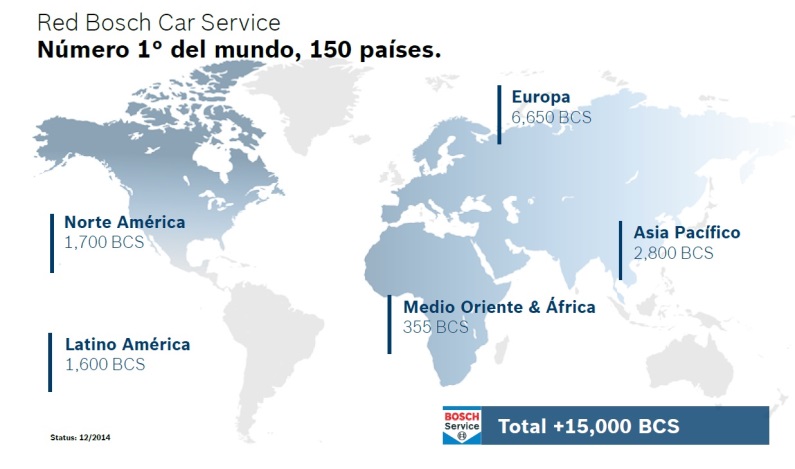 Red Bosch Car Service
Número 1° del mundo, 150 países.
Europa
6,650 BCS
Norte América
1,700 BCS
Asia Pacífico
2,800 BCS
Medio Oriente & África
355 BCS
Latino América
1,600 BCS
BOSCH
Service
Total +15,000 BCS
Status: 12/2014